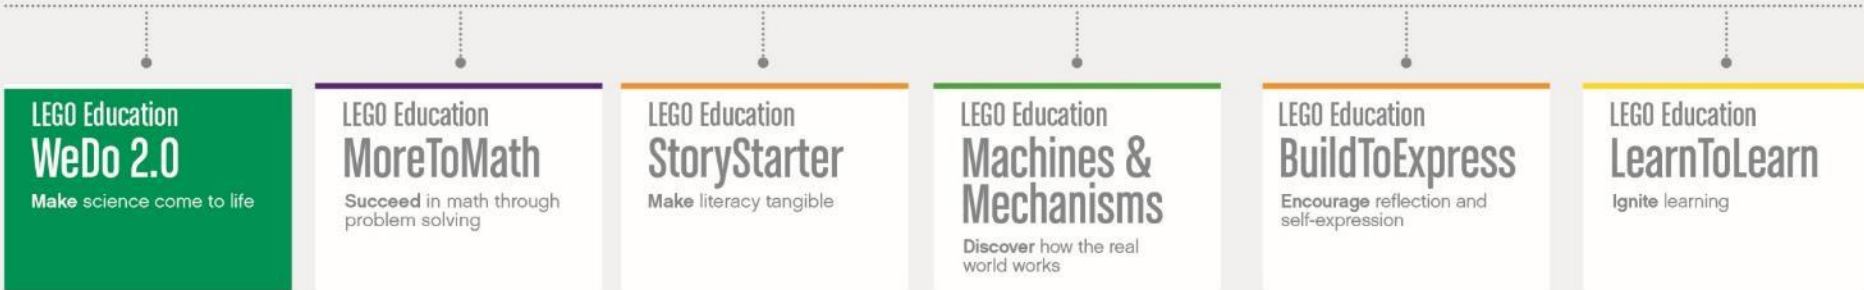 LEGO Education
WeDo 2.0
Make science come to life
LEGO Education
MoreToMath
Succeed in math through
problem solving
LEGO Education
StoryStarter
Make literacy tangible
LEGO Education
Machines &
Mechanisms
Discover how the real
world works
LEGO Education
BuildToExpress
Encourage reflection and
self-expression
LEGO Education
LearnToLearn
Ignite learning